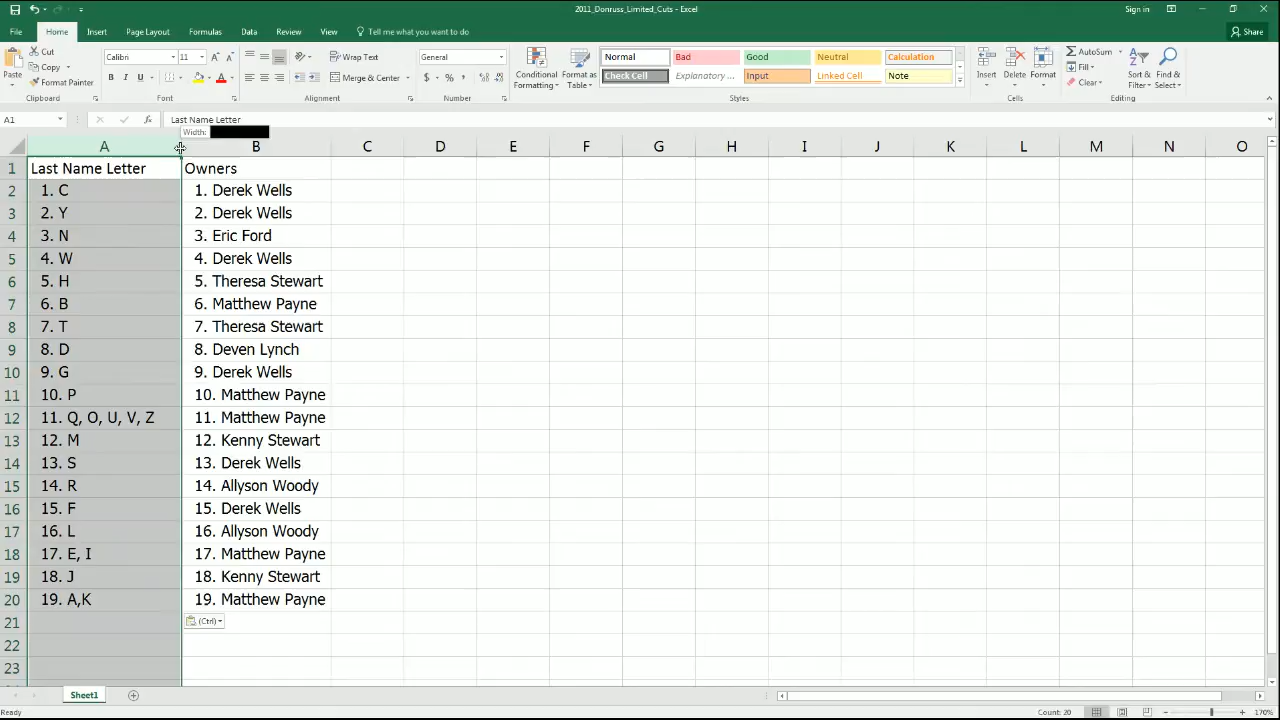 2011_Donruss_Limited_Cuts - Excel
Sign in
File Home Insert Page Layout Formulas Data Review View Tell me what you want to do Share
Paste
Cut
Copy
Format Painter
Clipboard
Calibri 11
B I U
Font
Wrap Text
Merge & Center
Alignment
General
$ % ,
Number
Conditional Formatting
Format as Table
Normal Bad Good Neutral Calculation
Check Cell Explanatory ... Input Linked Cell Note
Styles
Insert Delete Format
Cells
AutoSum
Fill
Clear
Sort & Filter
Find & Select
Editing
A1 fx Last Name Letter
Width:
A B C D E F G H I J K L M N O
1 Last Name Letter Owners
2 1. C 1. Derek Wells
3 2. Y 2. Derek Wells
4 3. N 3. Eric Ford
5 4. W 4. Derek Wells
6 5. H 5. Theresa Stewart
7 6. B 6. Matthew Payne
8 7. T 7. Theresa Stewart
9 8. D 8. Deven Lynch
10 9. G 9. Derek Wells
11 10. P 10. Matthew Payne
12 11. Q, O, U, V, Z 11. Matthew Payne
13 12. M 12. Kenny Stewart
14 13. S 13. Derek Wells
15 14. R 14. Allyson Woody
16 15. F 15. Derek Wells
17 16. L 16. Allyson Woody
18 17. E, I 17. Matthew Payne
19 18. J 18. Kenny Stewart
20 19. A,K 19. Matthew Payne
21 (Ctrl)
22
23
Sheet1
Ready Count: 20 170%